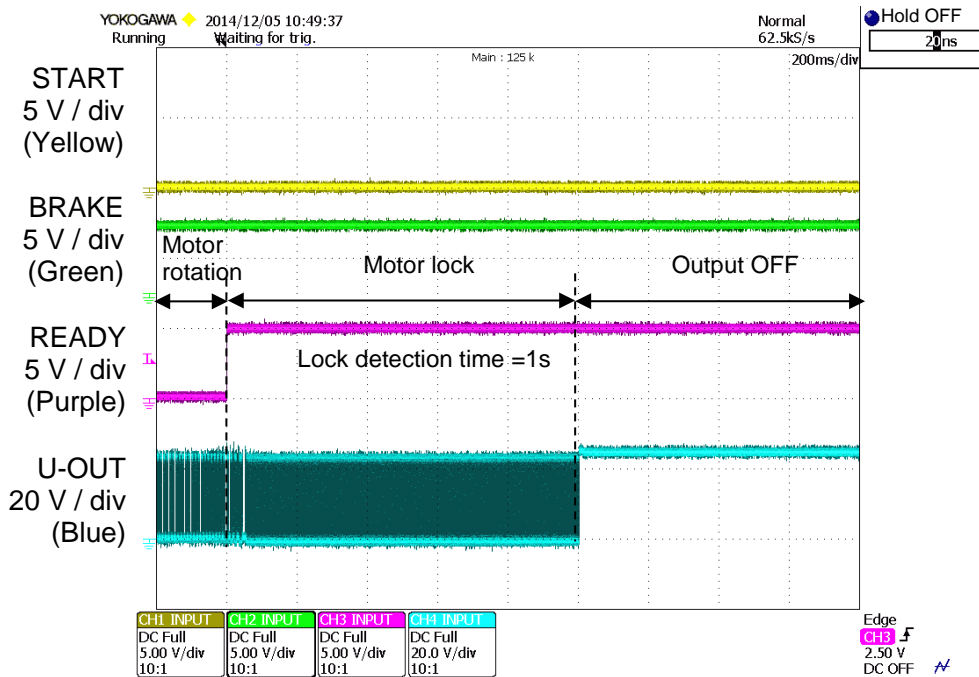 YOKOGAWA 2014/12/05 10:49:37
Running Waiting for trig.
Normal
62.5kS/s
Hold OFF
20ns
Main : 125 k
200ms/div
START
5 V / div
(Yellow)
BRAKE
5 V / div
(Green)
Motor
rotation
Motor lock
Output OFF
READY
5 V / div
(Purple)
Lock detection time =1s
U-OUT
20 V / div
(Blue)
CH1 INPUT
DC Full
5.00 V/div
10:1
CH2 INPUT
DC Full
5.00 V/div
10:1
CH3 INPUT
DC Full
5.00 V/div
10:1
CH4 INPUT
DC Full
20.0 V/div
10:1
Edge
CH3
2.50 V
DC OFF